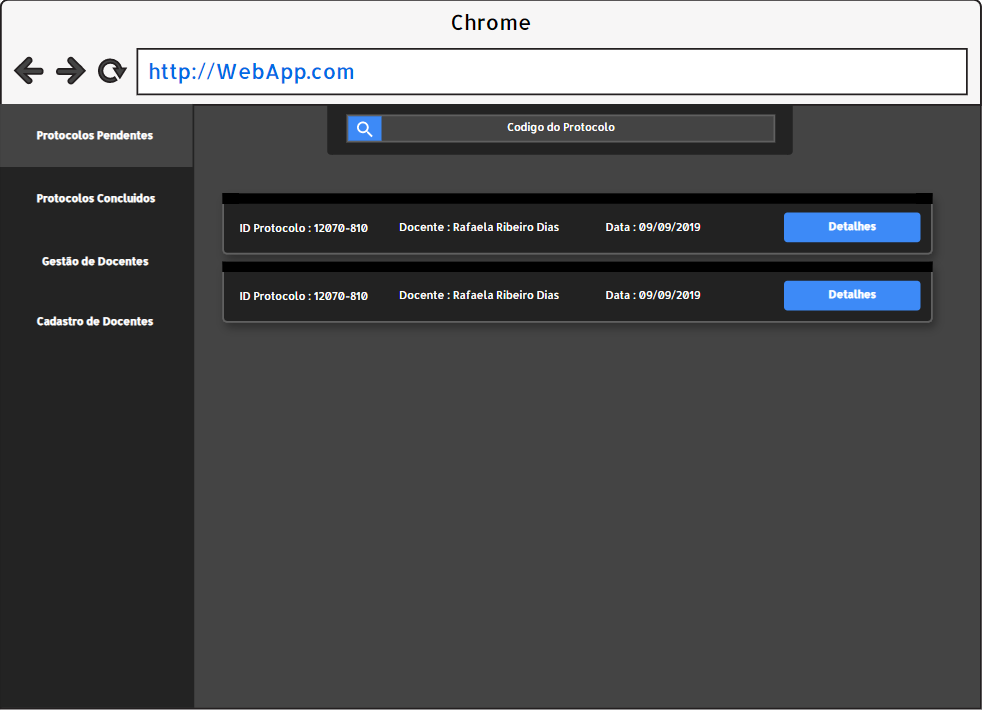 Chrome
http://WebApp.com
Protocolos Pendentes
Protocolos Concluidos
Gestão de Docentes
Cadastro de Docentes
Codigo do Protocolo
ID Protocolo : 12070-810 Docente : Rafaela Ribeiro Dias Data : 09/09/2019 Detalhes
ID Protocolo : 12070-810 Docente : Rafaela Ribeiro Dias Data : 09/09/2019 Detalhes